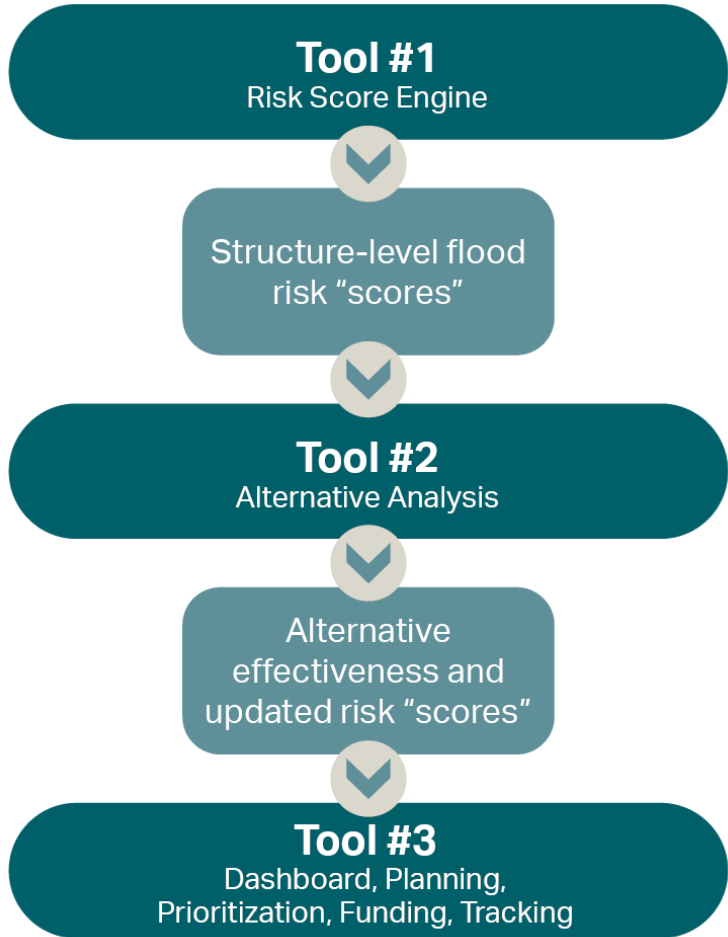 Tool #1
Risk Score Engine
Structure-level flood
risk “scores”
Tool #2
Alternative Analysis
Alternative
effectiveness and
updated risk “scores”
Tool #3
Dashboard, Planning,
Prioritization, Funding, Tracking